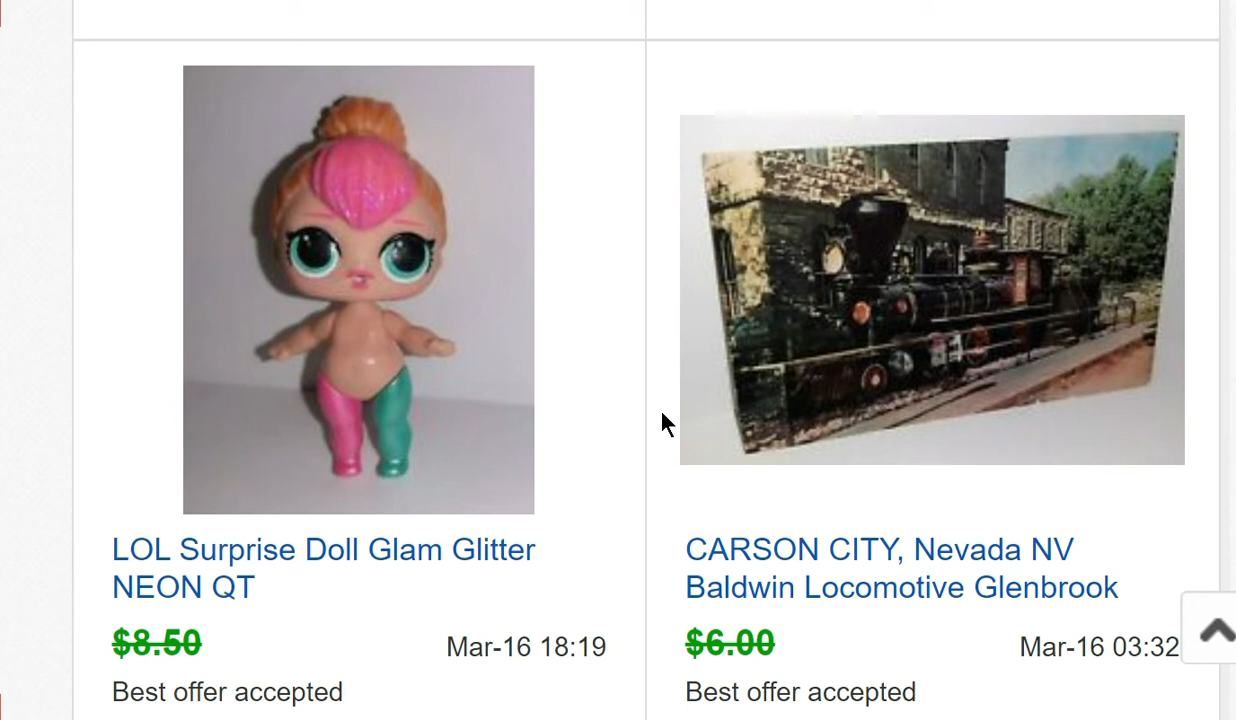 LOL Surprise Doll Glam Glitter
NEON QT
$8.50
Mar-16 18:19
Best offer accepted
CARSON CITY, Nevada NV
Baldwin Locomotive Glenbrook
$6.00
Mar-16 03:32
Best offer accepted